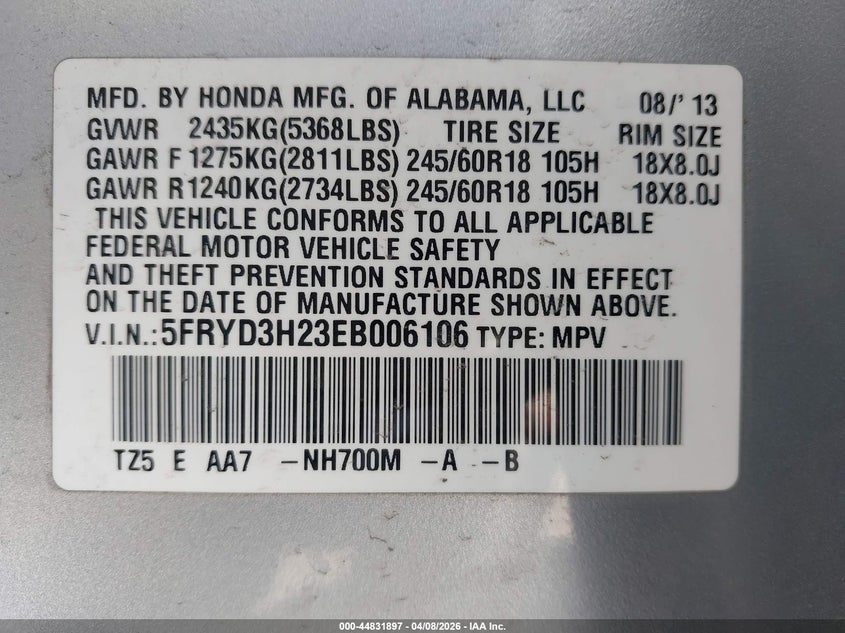 MFD. BY HONDA MFG. OF ALABAMA, LLC 08/' 13
GVWR 2435KG(5368LBS) TIRE SIZE RIM SIZE
GAWR F 1275KG(2811LBS) 245/60R18 105H 18X8.0J
GAWR R1240KG(2734LBS) 245/60R18 105H 18X8.0J
THIS VEHICLE CONFORMS TO ALL APPLICABLE
FEDERAL MOTOR VEHICLE SAFETY
AND THEFT PREVENTION STANDARDS IN EFFECT
ON THE DATE OF MANUFACTURE SHOWN ABOVE.
V.I.N.:5FRYD3H23EB006106 TYPE: MPV
TZ5 E AA7 -NH700M -A -B
000-44831897 - 04/08/2026 - IAA Inc.